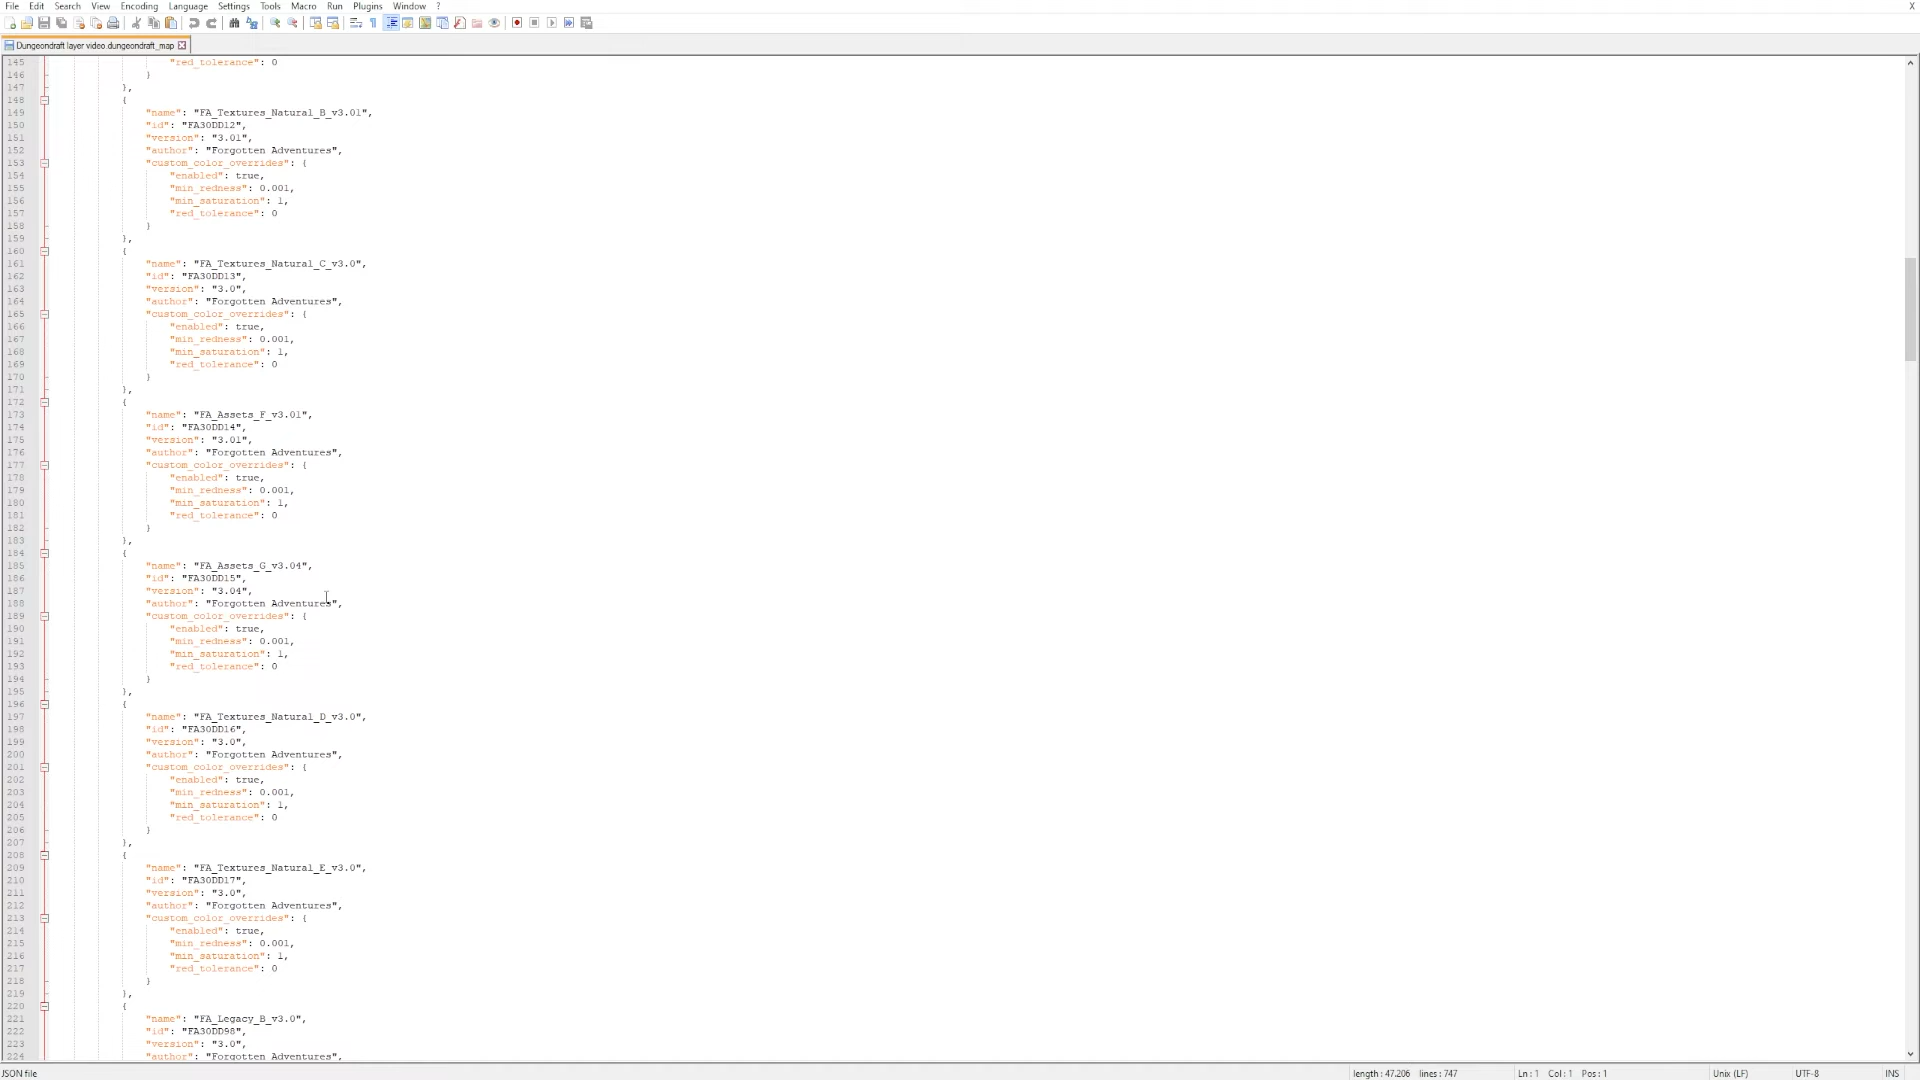 File Edit Search View Encoding Language Settings Tools Macro Run Plugins Window ? X
Dungeondraft layer video.dungeondraft_map
145 "red_tolerance": 0
146 }
147 },
148 {
149 "name": "FA_Textures_Natural_B_v3.01",
150 "id": "FA30DD12",
151 "version": "3.01",
152 "author": "Forgotten Adventures",
153 "custom_color_overrides": {
154 "enabled": true,
155 "min_redness": 0.001,
156 "min_saturation": 1,
157 "red_tolerance": 0
158 }
159 },
160 {
161 "name": "FA_Textures_Natural_C_v3.0",
162 "id": "FA30DD13",
163 "version": "3.0",
164 "author": "Forgotten Adventures",
165 "custom_color_overrides": {
166 "enabled": true,
167 "min_redness": 0.001,
168 "min_saturation": 1,
169 "red_tolerance": 0
170 }
171 },
172 {
173 "name": "FA_Assets_F_v3.01",
174 "id": "FA30DD14",
175 "version": "3.01",
176 "author": "Forgotten Adventures",
177 "custom_color_overrides": {
178 "enabled": true,
179 "min_redness": 0.001,
180 "min_saturation": 1,
181 "red_tolerance": 0
182 }
183 },
184 {
185 "name": "FA_Assets_G_v3.04",
186 "id": "FA30DD15",
187 "version": "3.04",
188 "author": "Forgotten Adventures",
189 "custom_color_overrides": {
190 "enabled": true,
191 "min_redness": 0.001,
192 "min_saturation": 1,
193 "red_tolerance": 0
194 }
195 },
196 {
197 "name": "FA_Textures_Natural_D_v3.0",
198 "id": "FA30DD16",
199 "version": "3.0",
200 "author": "Forgotten Adventures",
201 "custom_color_overrides": {
202 "enabled": true,
203 "min_redness": 0.001,
204 "min_saturation": 1,
205 "red_tolerance": 0
206 }
207 },
208 {
209 "name": "FA_Textures_Natural_E_v3.0",
210 "id": "FA30DD17",
211 "version": "3.0",
212 "author": "Forgotten Adventures",
213 "custom_color_overrides": {
214 "enabled": true,
215 "min_redness": 0.001,
216 "min_saturation": 1,
217 "red_tolerance": 0
218 }
219 },
220 {
221 "name": "FA_Legacy_B_v3.0",
222 "id": "FA30DD98",
223 "version": "3.0",
224 "author": "Forgotten Adventures",
JSON file length : 47.206 lines : 747 Ln : 1 Col : 1 Pos : 1 Unix (LF) UTF-8 INS